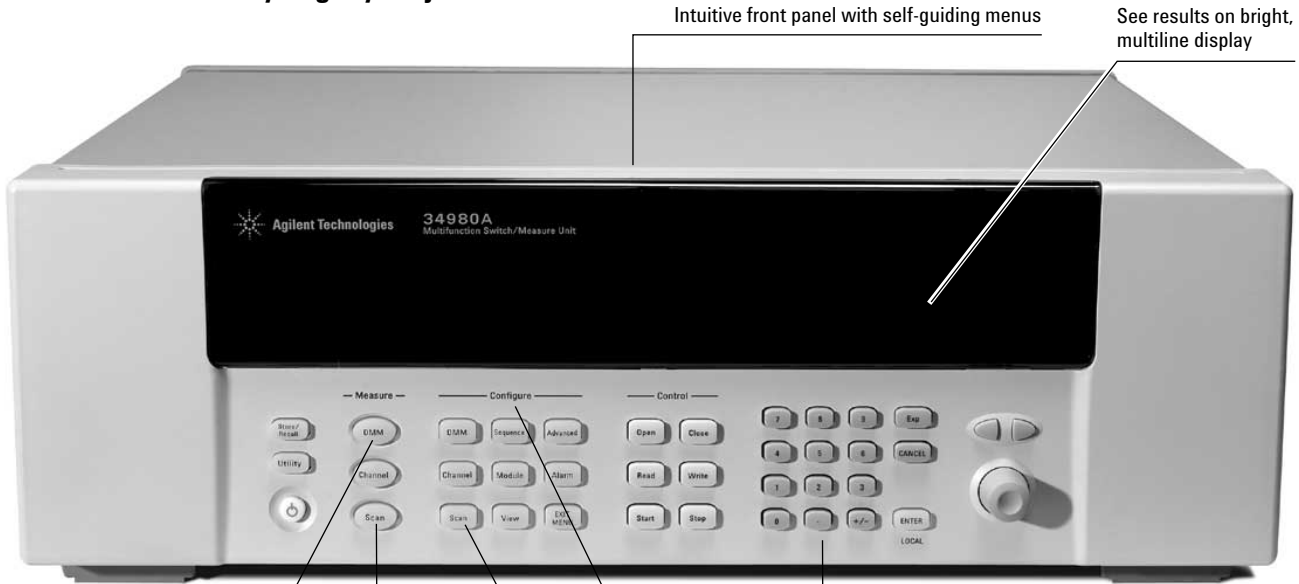 Intuitive front panel with self-guiding menus
See results on bright,
multiline display
Agilent Technologies
34980A
Multifunction Switch/Measure Unit
Measure
Configure
Control
Store/
Recall
DMM
DMM
Sequence
Advanced
Open
Close
7
8
9
Exp
Utility
Channel
Channel
Module
Alarm
Read
Write
4
5
6
CANCEL
1
2
3
Scan
Scan
View
EXIT
MENU
Start
Stop
0
.
+/-
ENTER
LOCAL